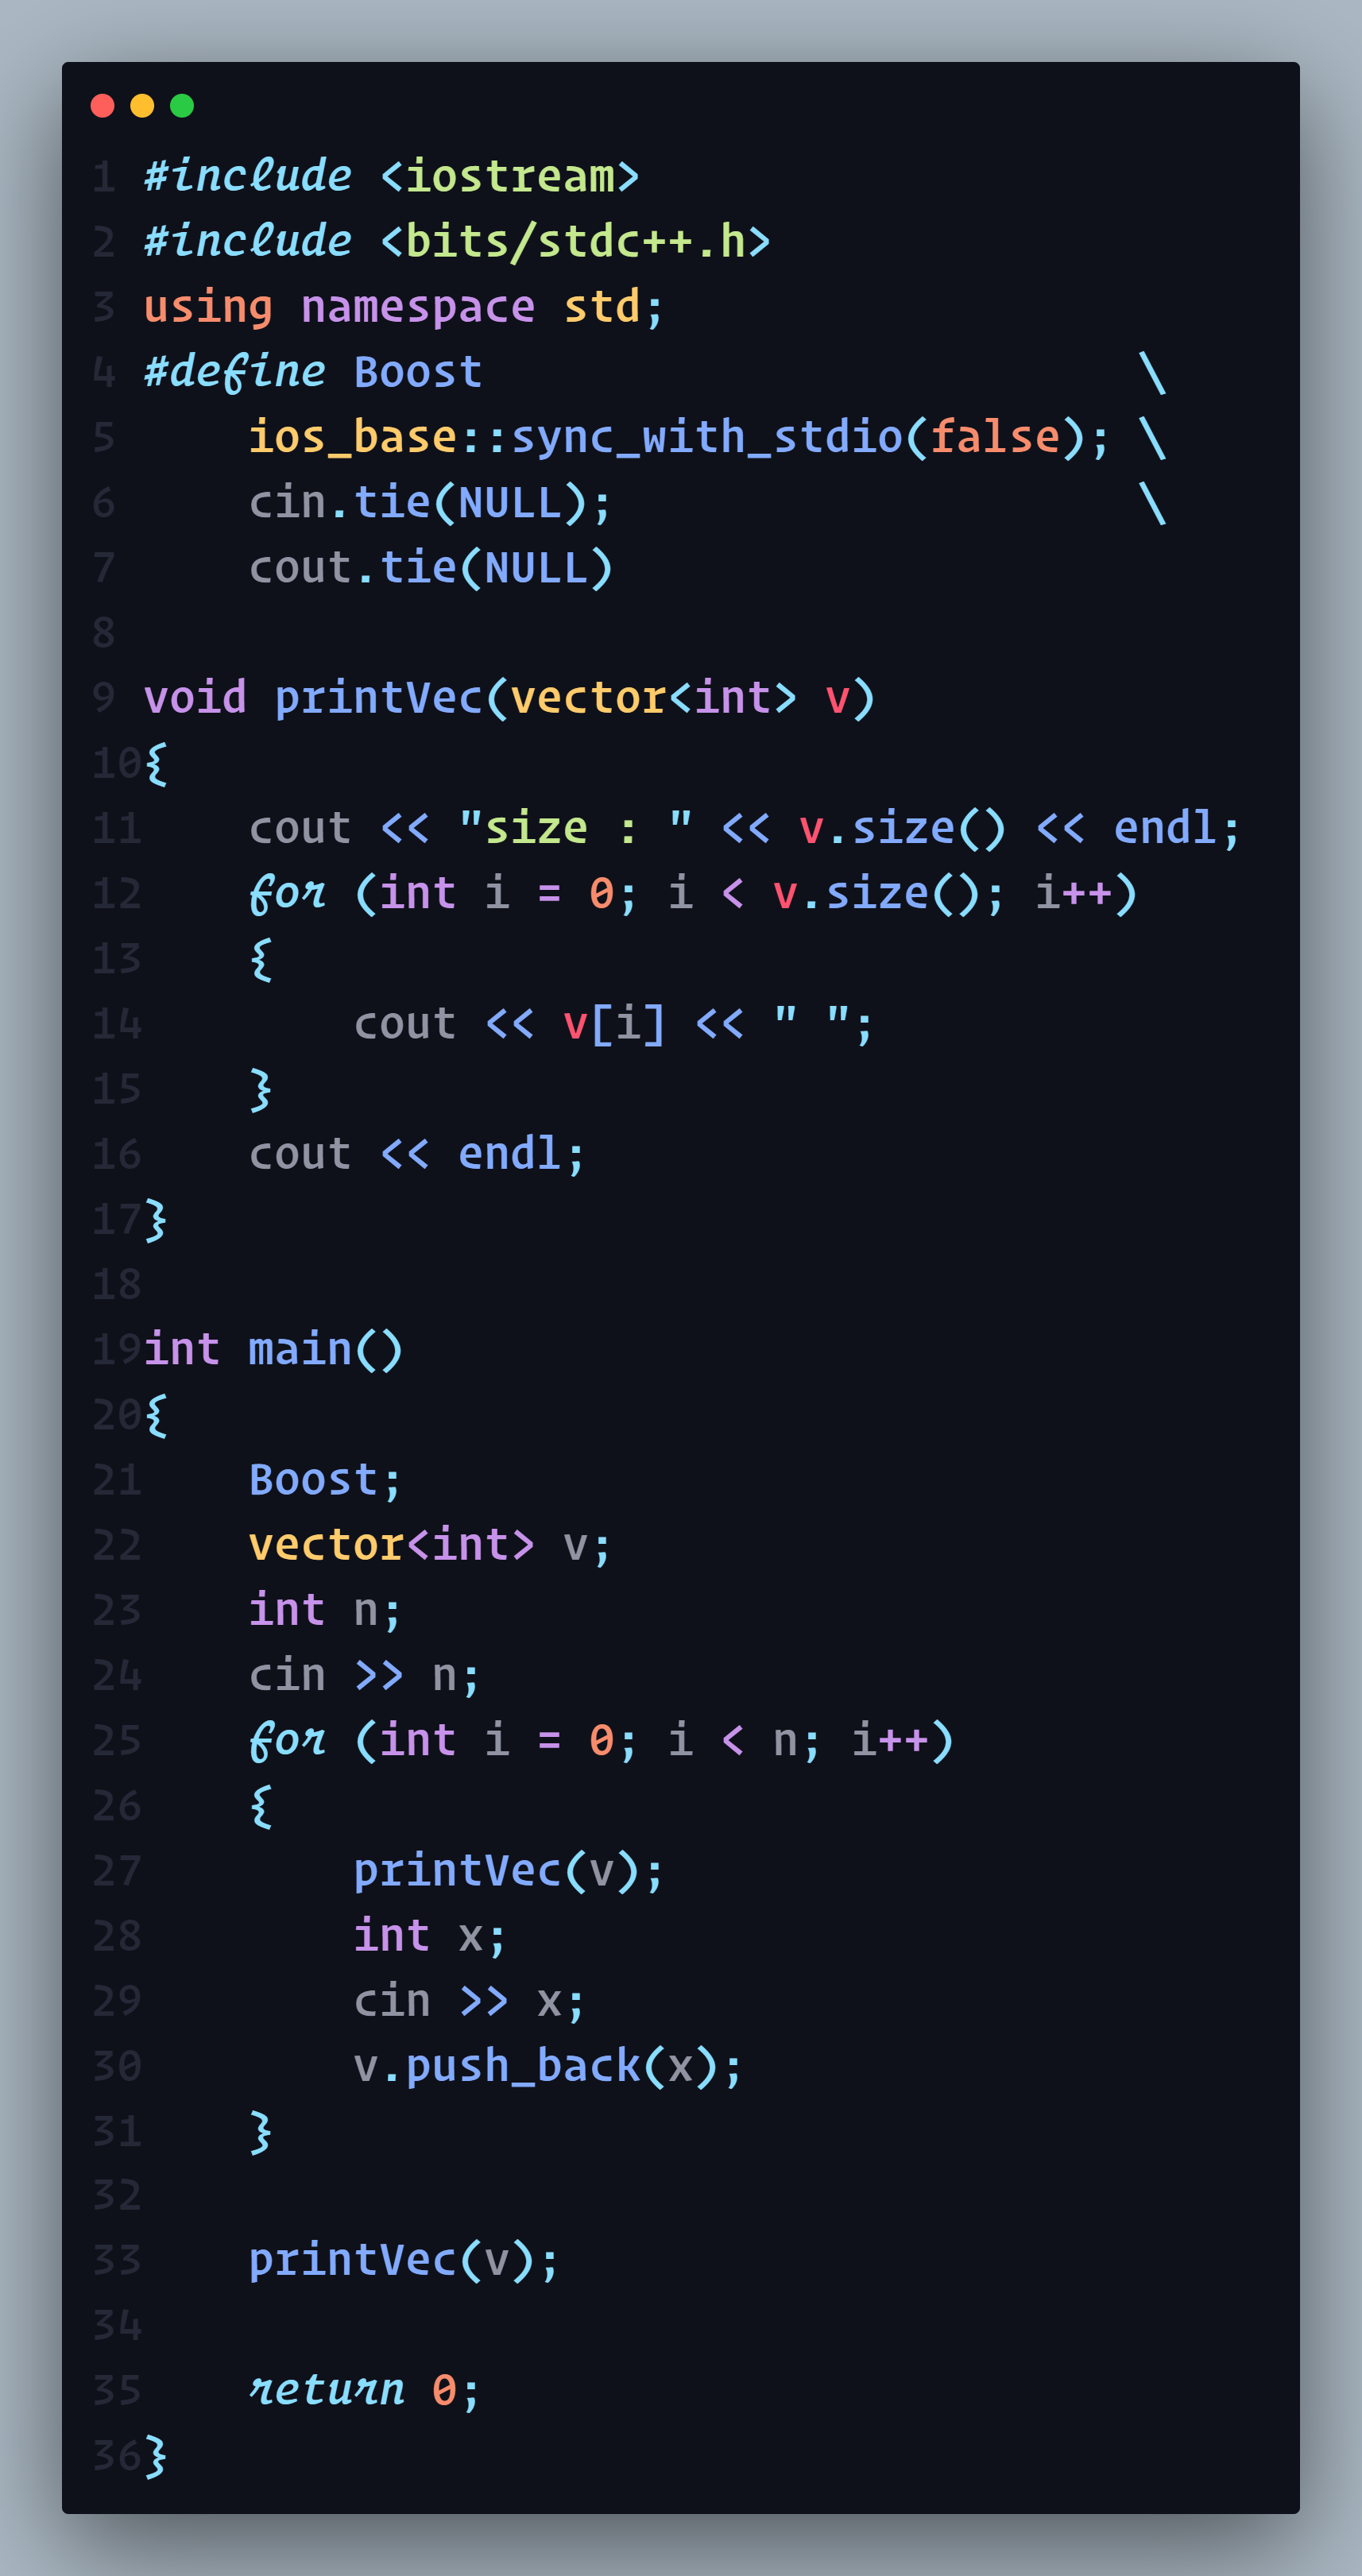 1 #include <iostream>
2 #include <bits/stdc++.h>
3 using namespace std;
4 #define Boost                         \
5     ios_base::sync_with_stdio(false); \
6     cin.tie(NULL);                    \
7     cout.tie(NULL)
8
9 void printVec(vector<int> v)
10{
11    cout << "size : " << v.size() << endl;
12    for (int i = 0; i < v.size(); i++)
13    {
14        cout << v[i] << " ";
15    }
16    cout << endl;
17}
18
19int main()
20{
21    Boost;
22    vector<int> v;
23    int n;
24    cin >> n;
25    for (int i = 0; i < n; i++)
26    {
27        printVec(v);
28        int x;
29        cin >> x;
30        v.push_back(x);
31    }
32
33    printVec(v);
34
35    return 0;
36}